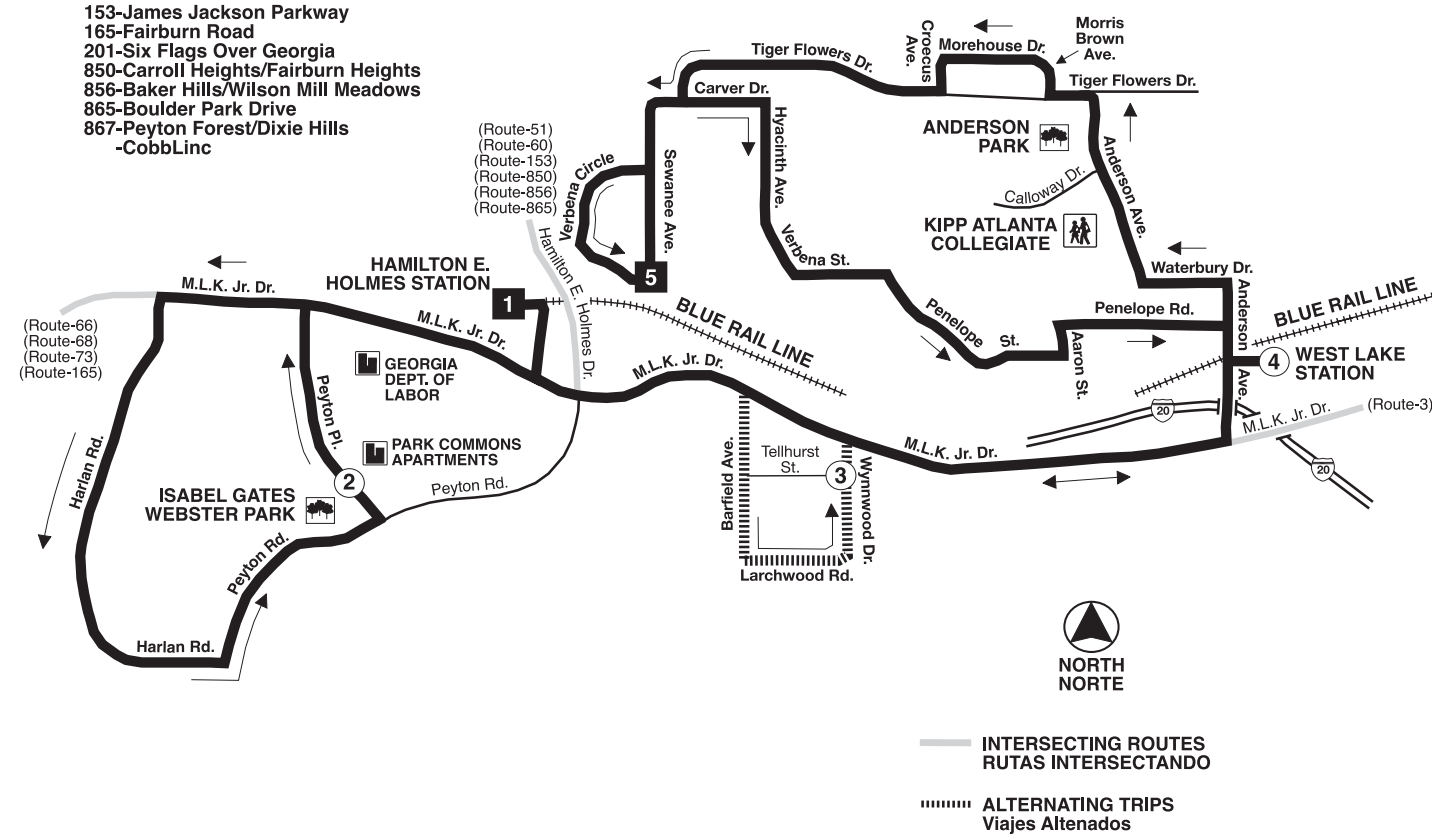 153-James Jackson Parkway
165-Fairburn Road
201-Six Flags Over Georgia
850-Carroll Heights/Fairburn Heights
856-Baker Hills/Wilson Mill Meadows
865-Boulder Park Drive
867-Peyton Forest/Dixie Hills
-CobbLinc
(Route-51)
(Route-60)
(Route-153)
(Route-850)
(Route-856)
(Route-865)
Hamilton E. Holmes Dr.
Verbena Circle
Sewanee Ave.
5
Tiger Flowers Dr.
Carver Dr.
Hyacinth Ave.
Croecus
Ave.
Morehouse Dr.
Morris
Brown
Ave.
Tiger Flowers Dr.
ANDERSON
PARK
Anderson Ave.
Calloway Dr.
KIPP ATLANTA
COLLEGIATE
Verbena St.
Waterbury Dr.
HAMILTON E.
HOLMES STATION
1
M.L.K. Jr. Dr.
M.L.K. Jr. Dr.
BLUE RAIL LINE
Penelope St.
Penelope Rd.
Aaron St.
Anderson Ave.
BLUE RAIL LINE
4
WEST LAKE
STATION
(Route-66)
(Route-68)
(Route-73)
(Route-165)
GEORGIA
DEPT. OF
LABOR
M.L.K. Jr. Dr.
20
M.L.K. Jr. Dr.
(Route-3)
20
Peyton Pl.
PARK COMMONS
APARTMENTS
2
Harlan Rd.
ISABEL GATES
WEBSTER PARK
Peyton Rd.
Peyton Rd.
Harlan Rd.
Barfield Ave.
Tellhurst
St.
3
Wynnwood Dr.
Larchwood Rd.
M.L.K. Jr. Dr.
NORTH
NORTE
INTERSECTING ROUTES
RUTAS INTERSECTANDO
ALTERNATING TRIPS
Viajes Altenados